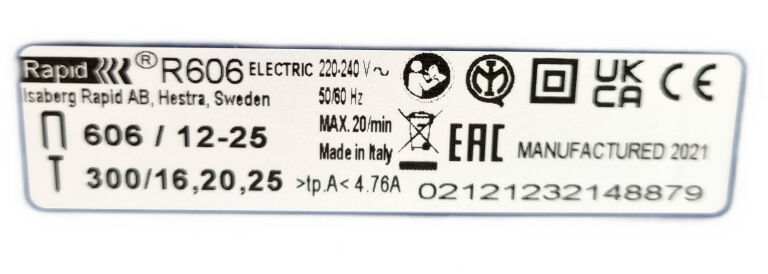 Rapid ® R606 ELECTRIC 220-240 V ~
Isaberg Rapid AB, Hestra, Sweden 50/60 Hz
606 / 12-25 MAX. 20/min
Made in Italy
300/16,20,25 >tp.A< 4.76A
UK
CA
CE
EAC MANUFACTURED 2021
02121232148879